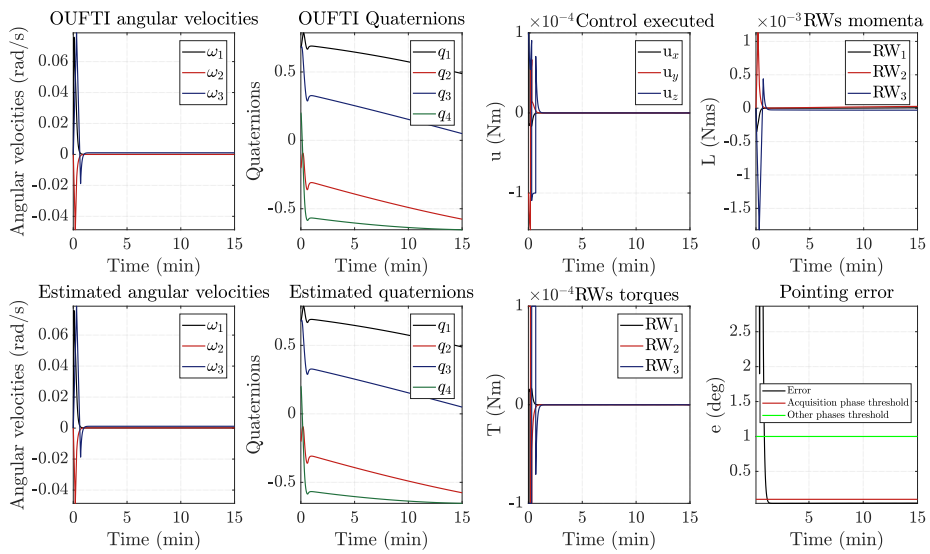 OUFTI angular velocities
Angular velocities (rad/s)
0.06
0.04
0.02
0
-0.02
-0.04
ω1
ω2
ω3
0 5 10 15
Time (min)
OUFTI Quaternions
Quaternions
0.5
0
-0.5
q1
q2
q3
q4
0 5 10 15
Time (min)
×10⁻⁴ Control executed
u (Nm)
1
0
-1
ux
uy
uz
0 5 10 15
Time (min)
×10⁻³ RWs momenta
L (Nms)
1
0.5
0
-0.5
-1
-1.5
RW1
RW2
RW3
0 5 10 15
Time (min)
Estimated angular velocities
Angular velocities (rad/s)
0.06
0.04
0.02
0
-0.02
-0.04
ω1
ω2
ω3
0 5 10 15
Time (min)
Estimated quaternions
Quaternions
0.5
0
-0.5
q1
q2
q3
q4
0 5 10 15
Time (min)
×10⁻⁴ RWs torques
T (Nm)
1
0
-1
RW1
RW2
RW3
0 5 10 15
Time (min)
Pointing error
e (deg)
2.5
2
1.5
1
0.5
Error
Acquisition phase threshold
Other phases threshold
0 5 10 15
Time (min)